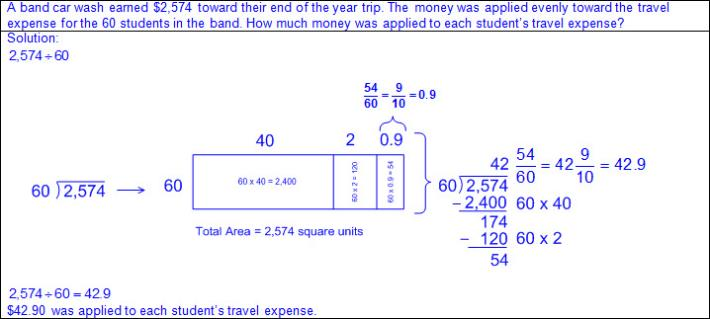 A band car wash earned $2,574 toward their end of the year trip. The money was applied evenly toward the travel
expense for the 60 students in the band. How much money was applied to each student's travel expense?
Solution:
2,574÷60
54/60 = 9/10 = 0.9
40 2 0.9
60 x 40 = 2,400
60 x 2 = 120
60 x 0.9 = 54
60
60)2,574 →
Total Area = 2,574 square units
42 54/60 = 42 9/10 = 42.9
60)2,574
−2,400 60 x 40
174
− 120 60 x 2
54
2,574÷60 = 42.9
$42.90 was applied to each student's travel expense.